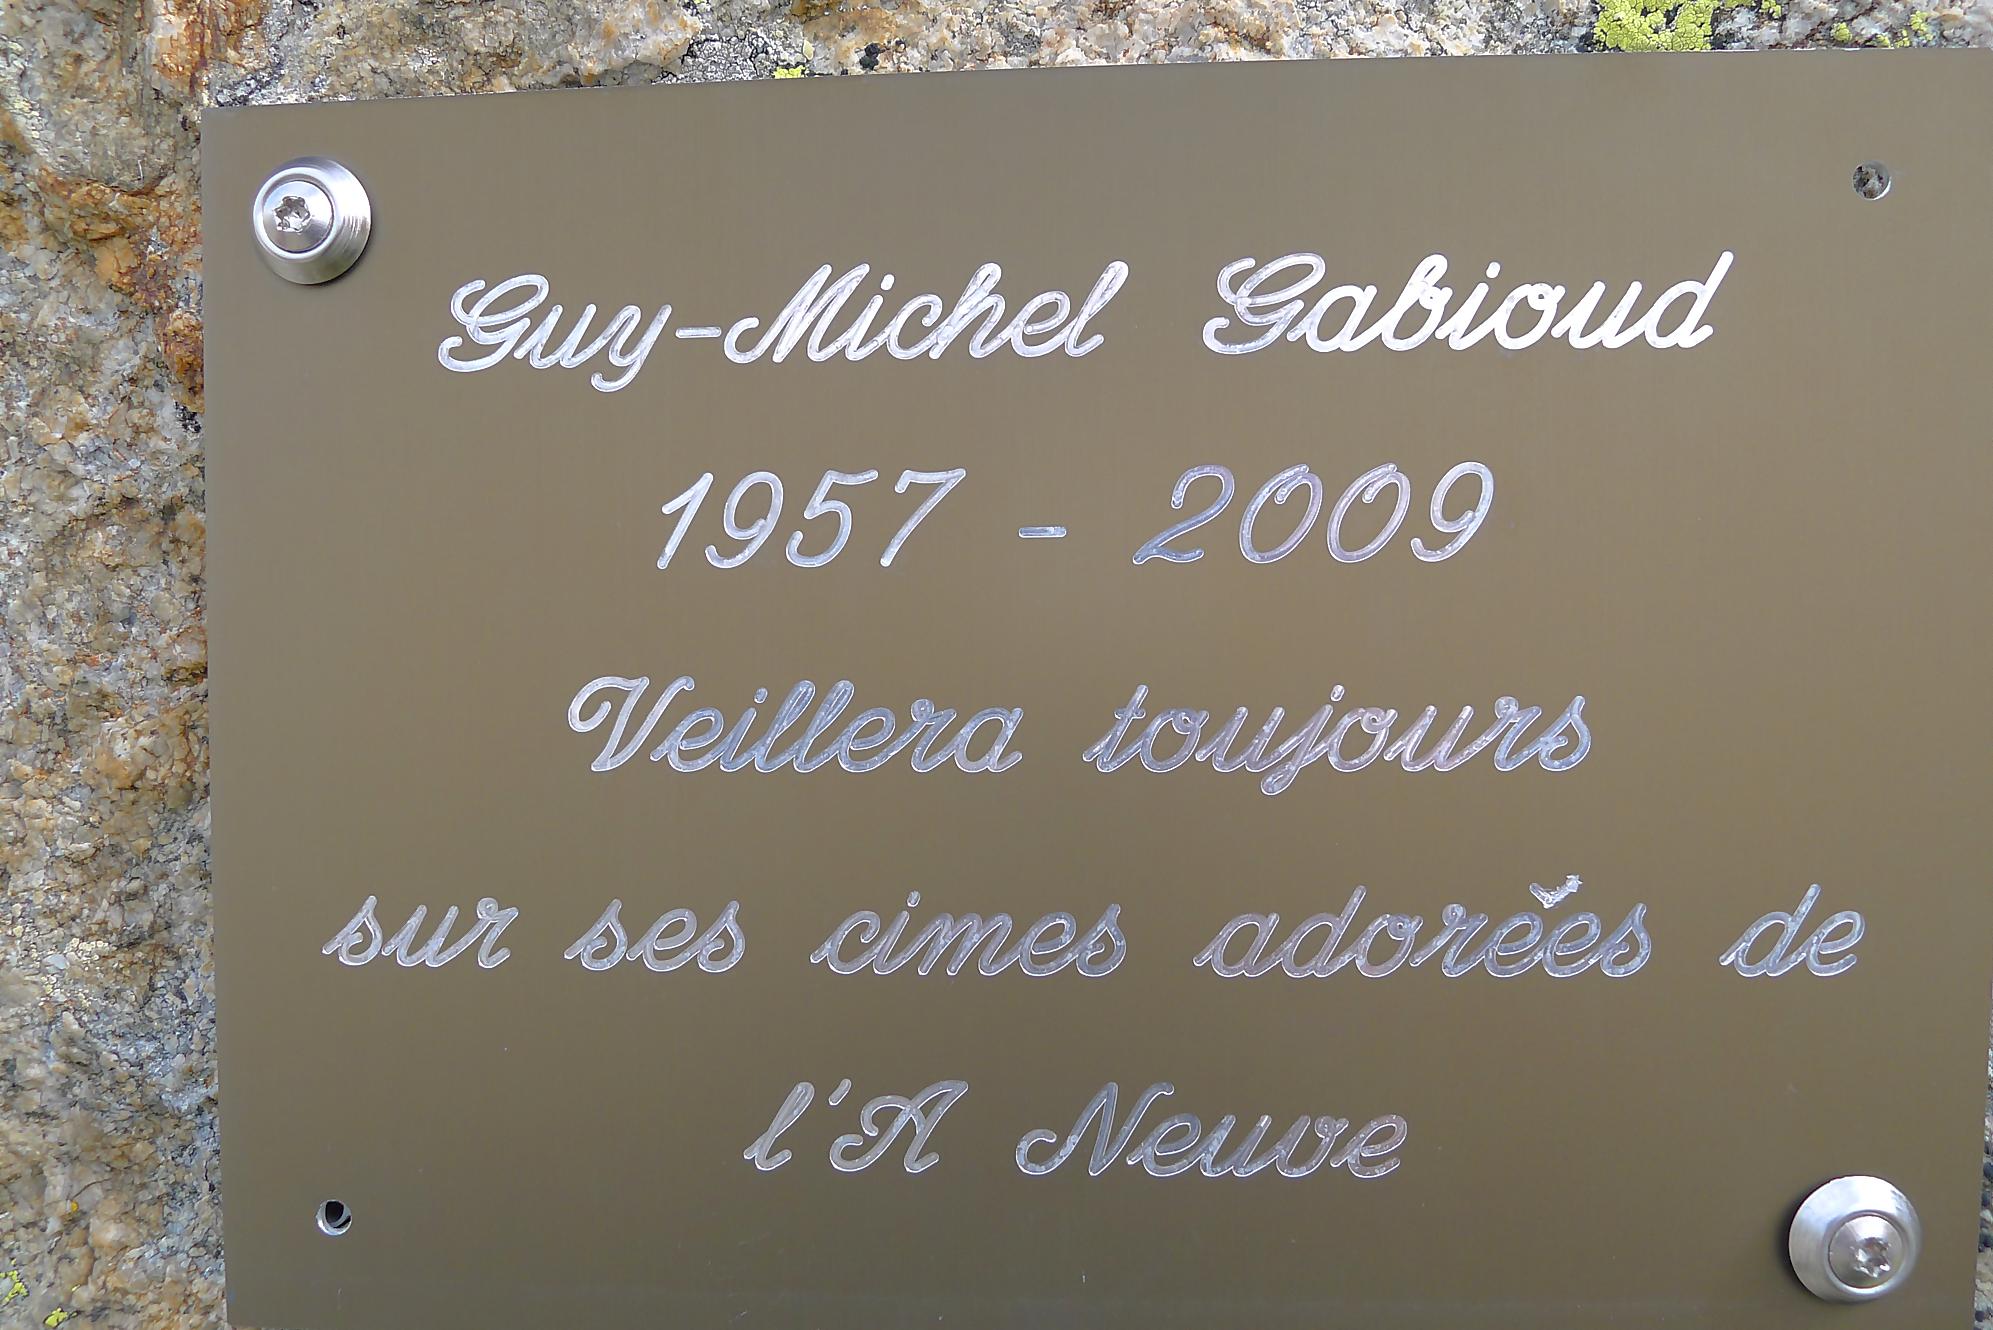 Guy-Michel Gabioud
1957 - 2009
Veillera toujours
sur ses cimes adorées de
l'A Neuve